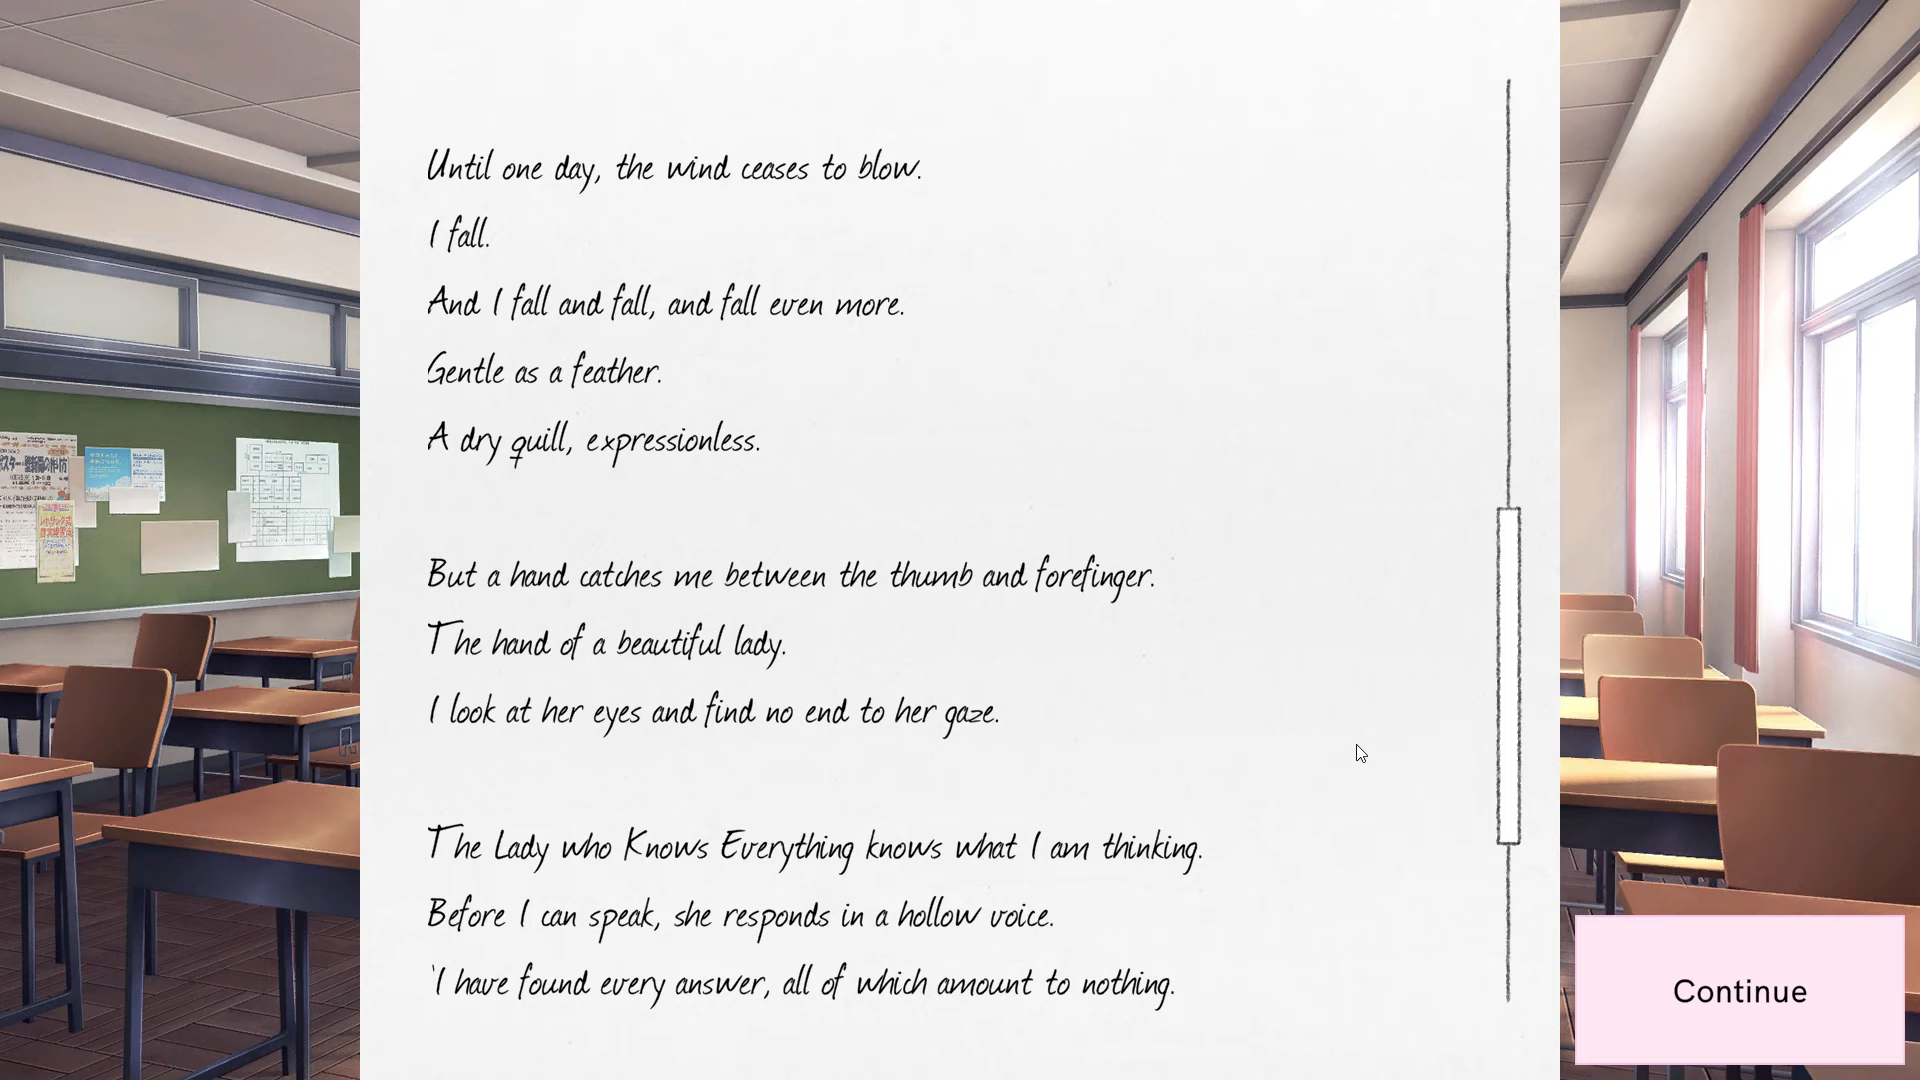 Until one day, the wind ceases to blow.
I fall.
And I fall and fall, and fall even more.
Gentle as a feather.
A dry quill, expressionless.
But a hand catches me between the thumb and forefinger.
The hand of a beautiful lady.
I look at her eyes and find no end to her gaze.
The Lady who Knows Everything knows what I am thinking.
Before I can speak, she responds in a hollow voice.
'I have found every answer, all of which amount to nothing.
Continue